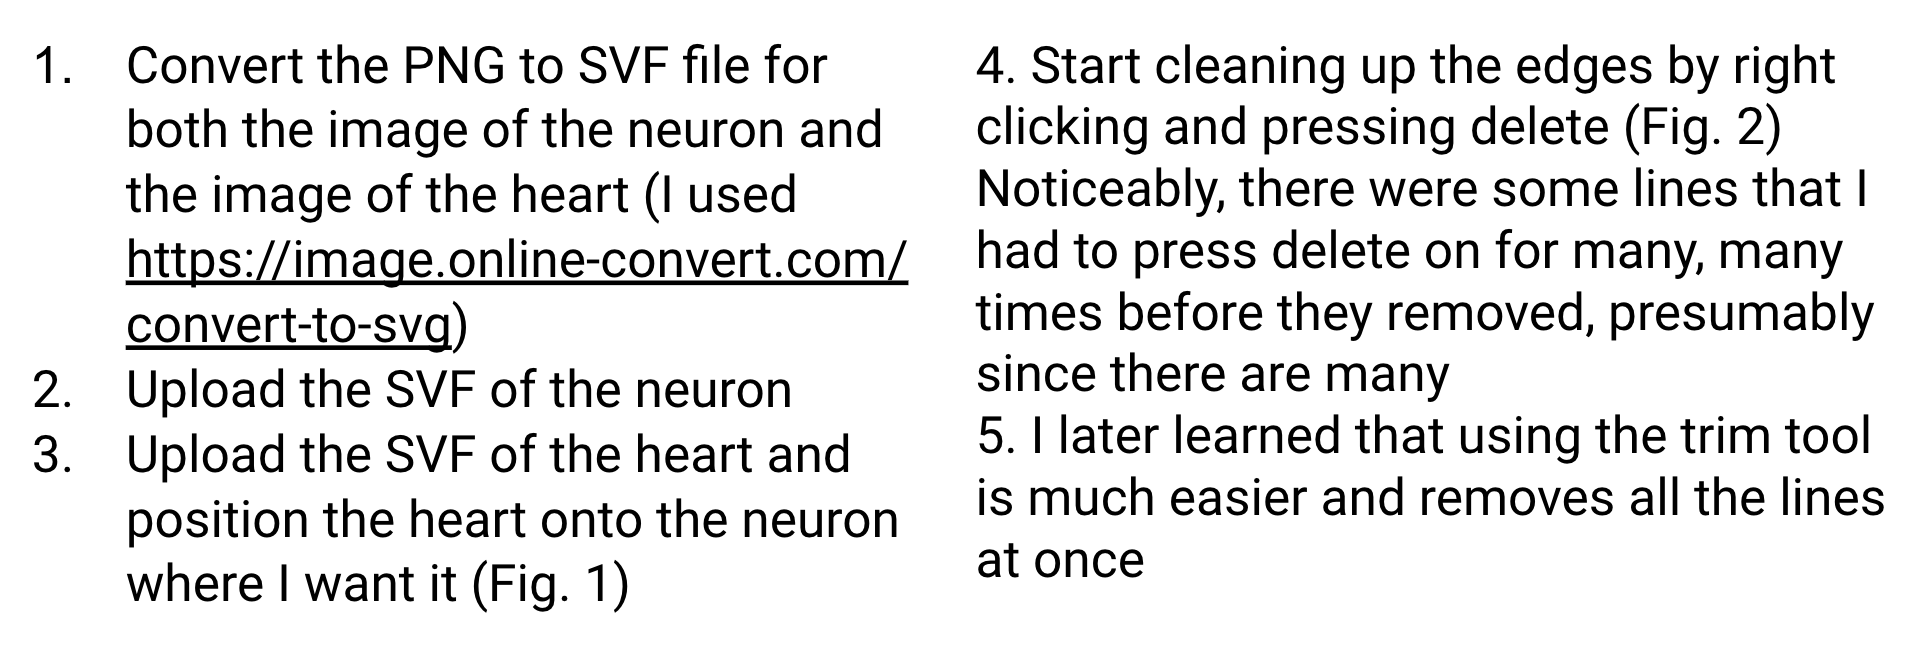 1. Convert the PNG to SVF file for
both the image of the neuron and
the image of the heart (I used
https://image.online-convert.com/
convert-to-svg)
2. Upload the SVF of the neuron
3. Upload the SVF of the heart and
position the heart onto the neuron
where I want it (Fig. 1)
4. Start cleaning up the edges by right
clicking and pressing delete (Fig. 2)
Noticeably, there were some lines that I
had to press delete on for many, many
times before they removed, presumably
since there are many
5. I later learned that using the trim tool
is much easier and removes all the lines
at once